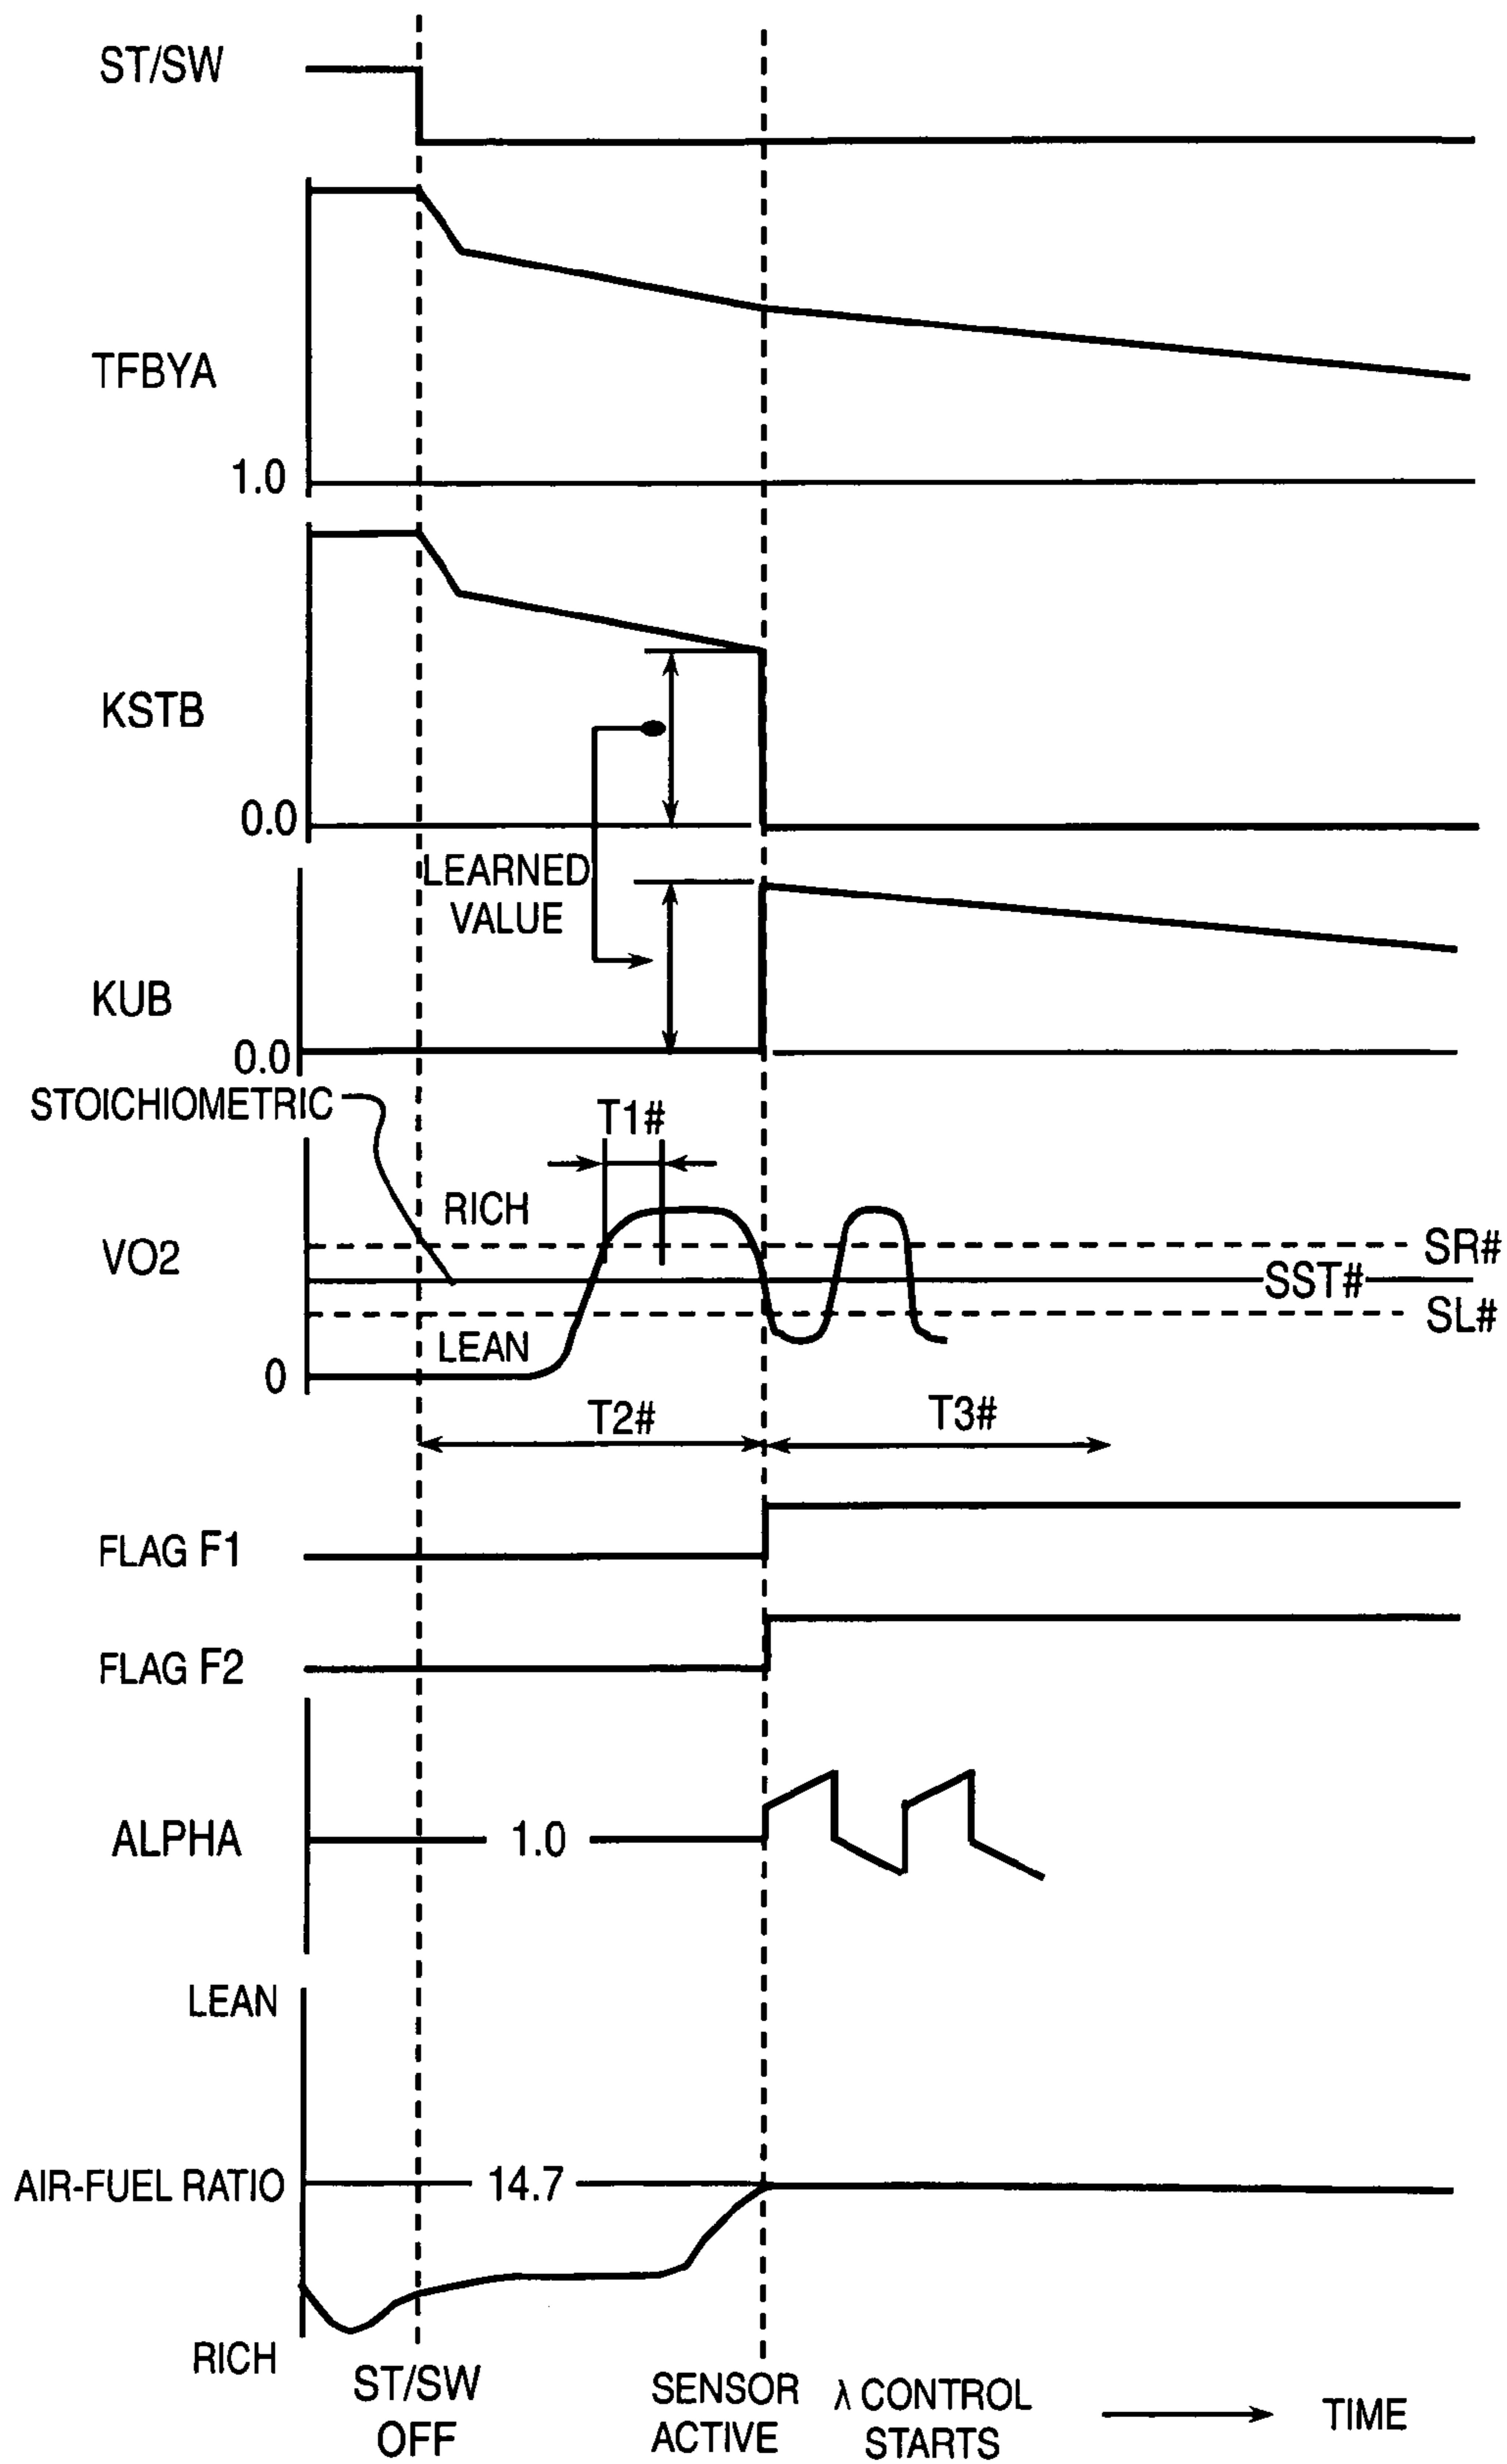 ST/SW
TFBYA
1.0
KSTB
0.0
LEARNED
VALUE
KUB
0.0
STOICHIOMETRIC
T1#
RICH
VO2
SR#
SST#
SL#
LEAN
0
T2#
T3#
FLAG F1
FLAG F2
ALPHA
1.0
LEAN
AIR-FUEL RATIO
14.7
RICH
ST/SW
OFF
SENSOR
ACTIVE
λ CONTROL
STARTS
TIME